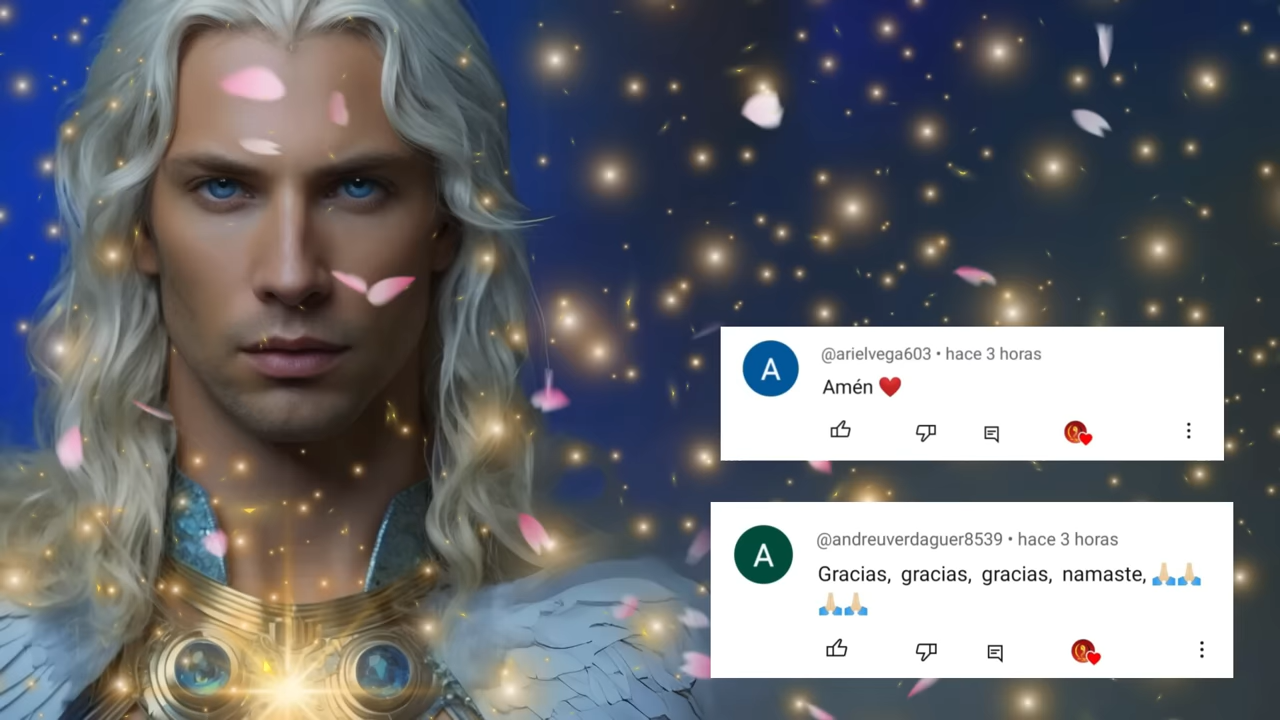 A
@arielvega603 • hace 3 horas
Amén ❤️
A
@andreuverdaguer8539 • hace 3 horas
Gracias, gracias, gracias, namaste, 🙏🏼🙏🏼
🙏🏼🙏🏼